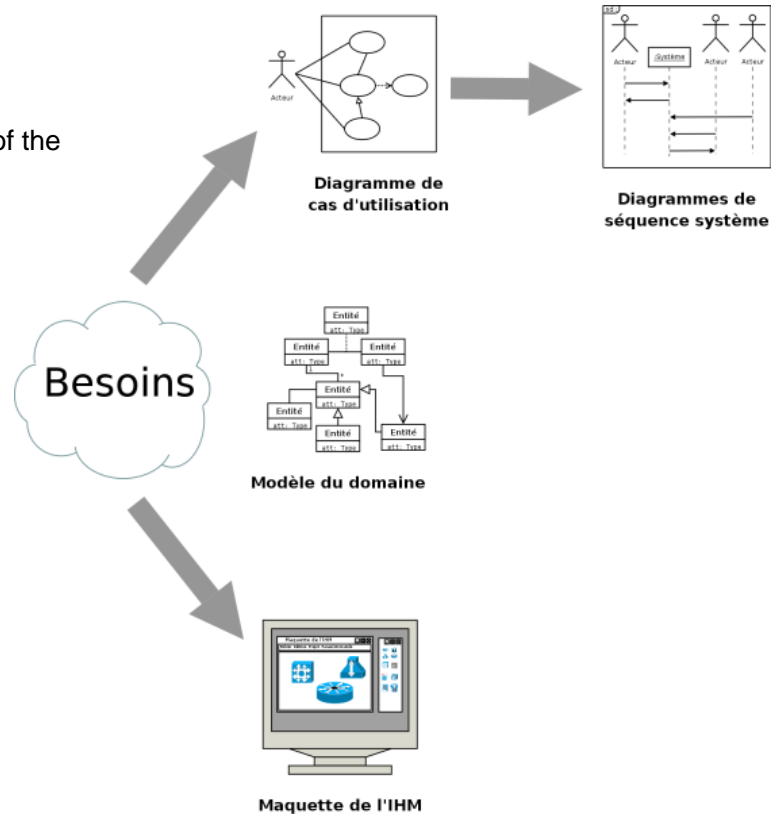 of the
sd
Acteur
:Système
Acteur
Acteur
Acteur
Diagramme de
cas d'utilisation
Diagrammes de
séquence système
Besoins
Entité
att: Type
Entité
att: Type
Entité
att: Type
1
*
Entité
att: Type
Entité
att: Type
Entité
att: Type
Entité
att: Type
Modèle du domaine
Maquette de l'IHM
Maquette de l'IHM